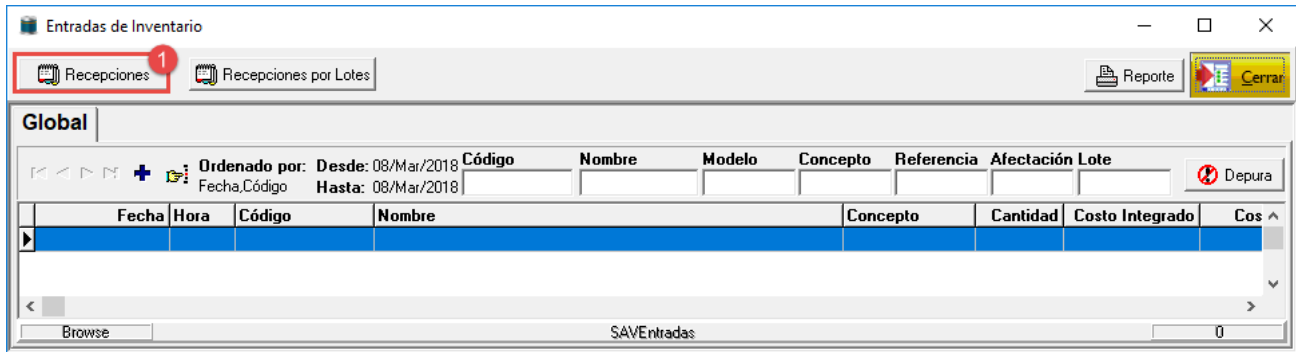 Entradas de Inventario
Recepciones 1 Recepciones por Lotes Reporte Cerrar
Global
Ordenado por: Desde: 08/Mar/2018 Código Nombre Modelo Concepto Referencia Afectación Lote Depura
Fecha,Código Hasta: 08/Mar/2018
Fecha Hora Código Nombre Concepto Cantidad Costo Integrado Cos
Browse SAVEntradas 0